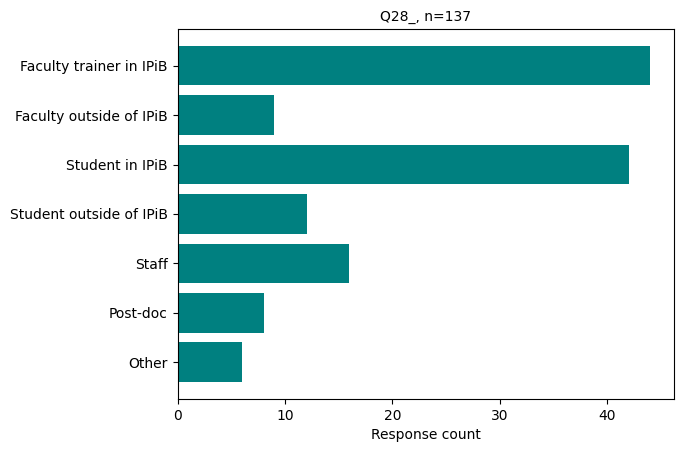 Q28_, n=137
Faculty trainer in IPiB
Faculty outside of IPiB
Student in IPiB
Student outside of IPiB
Staff
Post-doc
Other
0 10 20 30 40
Response count